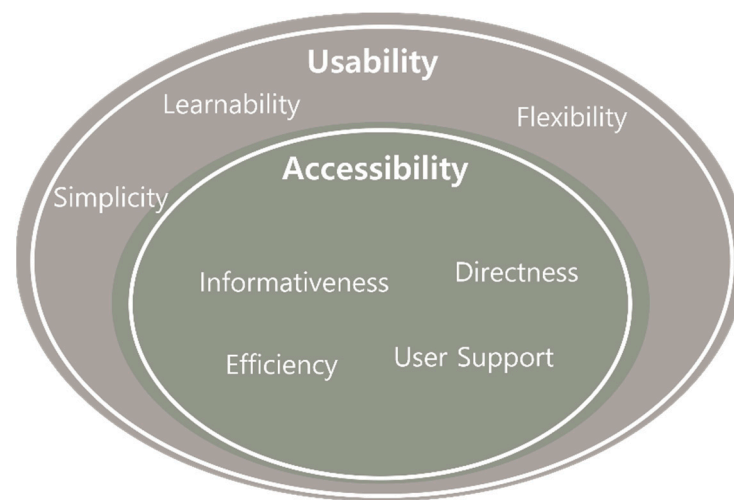 Usability
Learnability
Flexibility
Accessibility
Simplicity
Informativeness
Directness
Efficiency
User Support